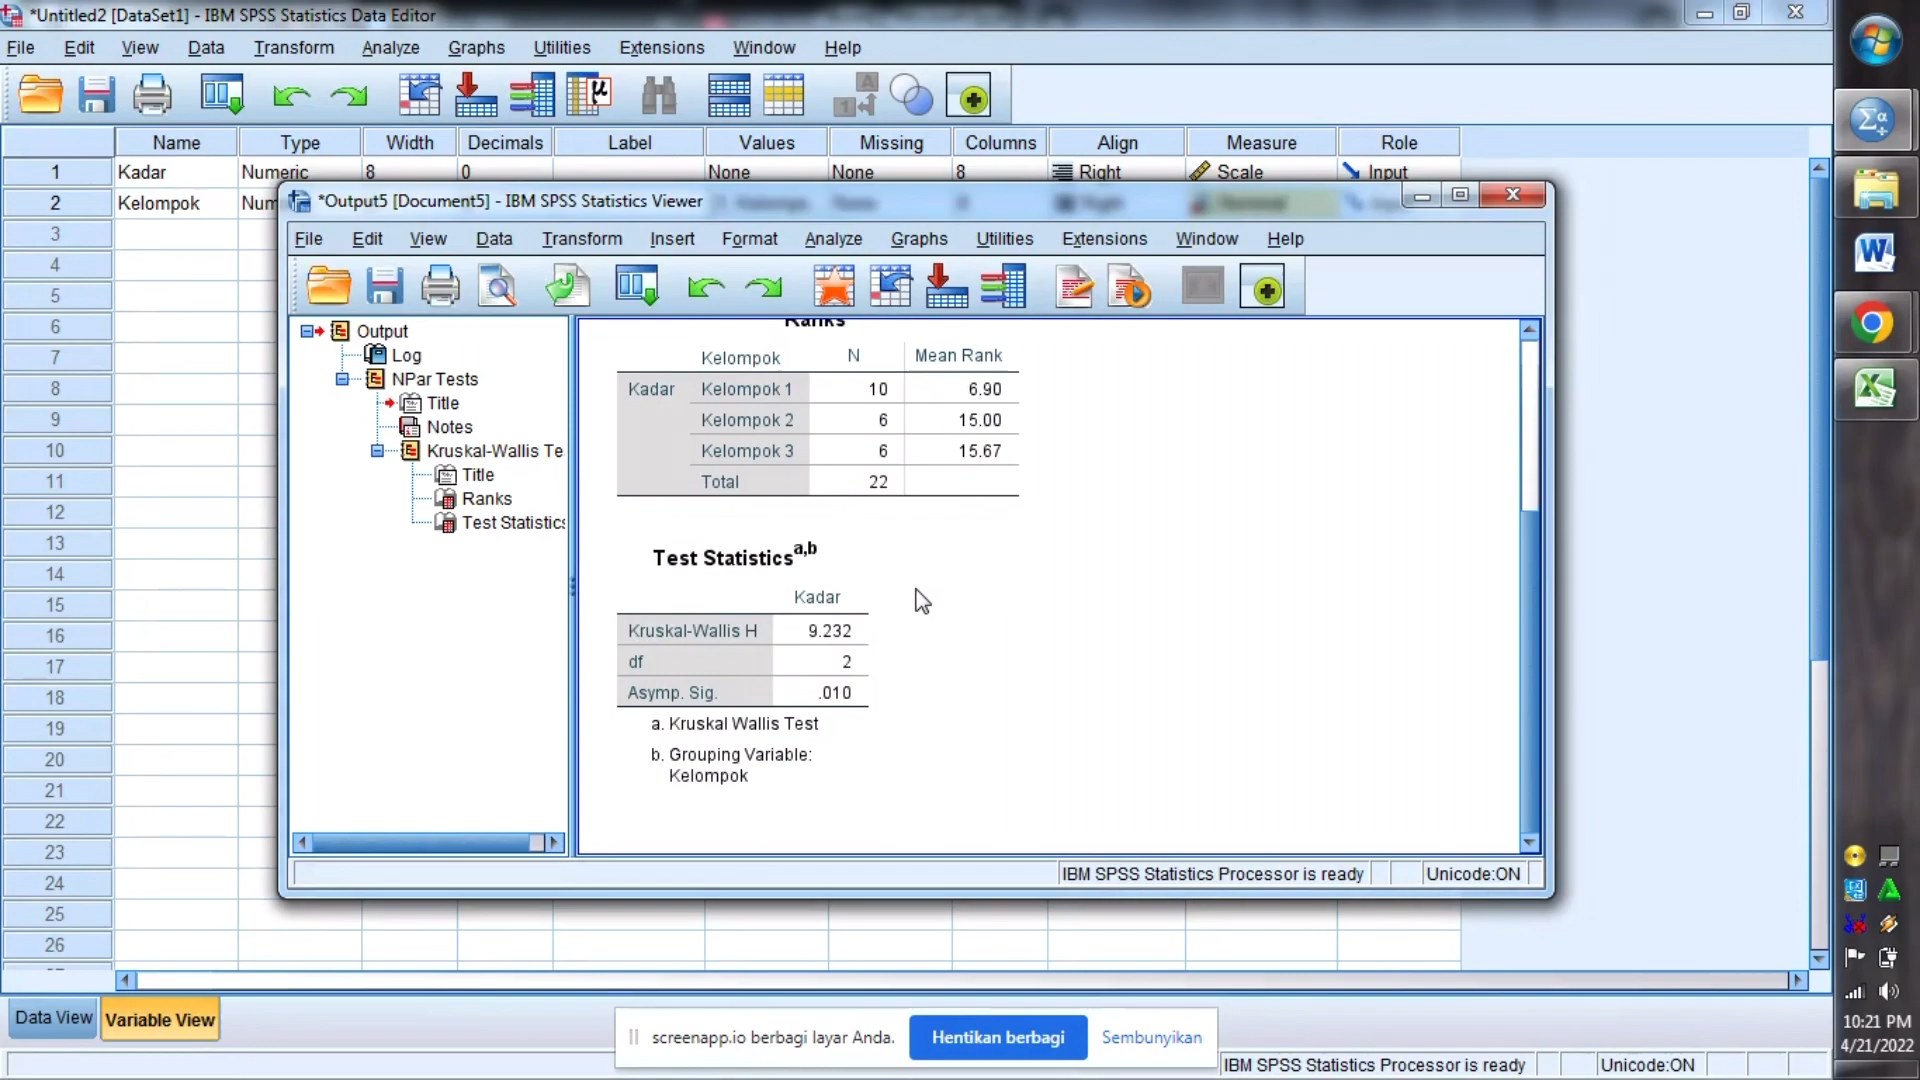 *Untitled2 [DataSet1] - IBM SPSS Statistics Data Editor
File Edit View Data Transform Analyze Graphs Utilities Extensions Window Help
Name Type Width Decimals Label Values Missing Columns Align Measure Role
1 Kadar Numeric 8 0 None None 8 Right Scale Input
2 Kelompok Num
*Output5 [Document5] - IBM SPSS Statistics Viewer
File Edit View Data Transform Insert Format Analyze Graphs Utilities Extensions Window Help
3
4
5
6
7
8
9
10
11
12
13
14
15
16
17
18
19
20
21
22
23
24
25
26
Output
Log
NPar Tests
Title
Notes
Kruskal-Wallis Te
Title
Ranks
Test Statistics
Ranks
Kelompok N Mean Rank
Kadar Kelompok 1 10 6.90
Kelompok 2 6 15.00
Kelompok 3 6 15.67
Total 22
Test Statistics a,b
Kadar
Kruskal-Wallis H 9.232
df 2
Asymp. Sig. .010
a. Kruskal Wallis Test
b. Grouping Variable:
Kelompok
IBM SPSS Statistics Processor is ready Unicode:ON
Data View Variable View
screenapp.io berbagi layar Anda. Hentikan berbagi Sembunyikan
IBM SPSS Statistics Processor is ready Unicode:ON
10:21 PM
4/21/2022